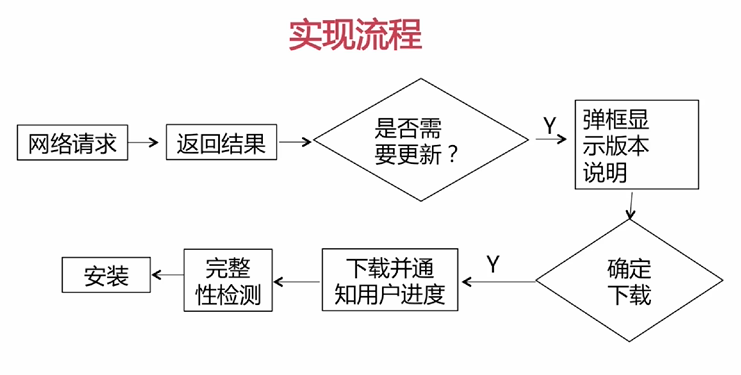 实现流程
网络请求
返回结果
是否需
要更新？
Y
弹框显
示版本
说明
确定
下载
Y
下载并通
知用户进度
完整
性检测
安装